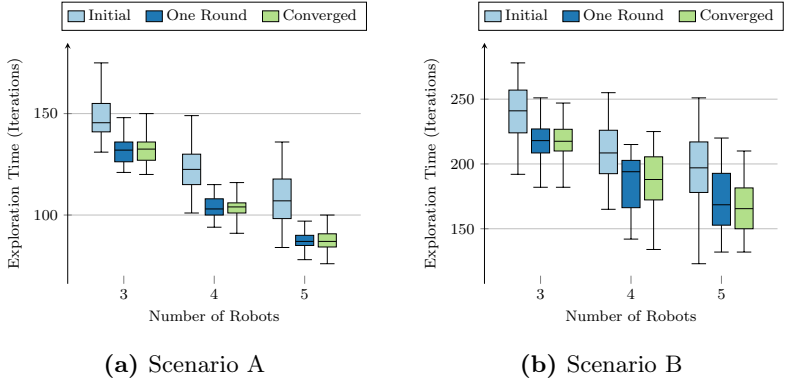 Initial One Round Converged
Exploration Time (Iterations)
150
100
3 4 5
Number of Robots
(a) Scenario A
Initial One Round Converged
Exploration Time (Iterations)
250
200
150
3 4 5
Number of Robots
(b) Scenario B